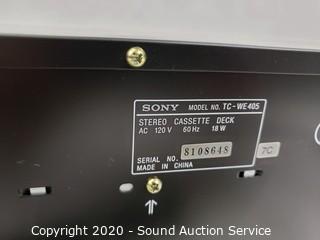 SONY MODEL NO. TC-WE405
STEREO CASSETTE DECK
AC 120V 60Hz 18W
SERIAL NO. 8108648
MADE IN CHINA
7C
Copyright 2020 - Sound Auction Service